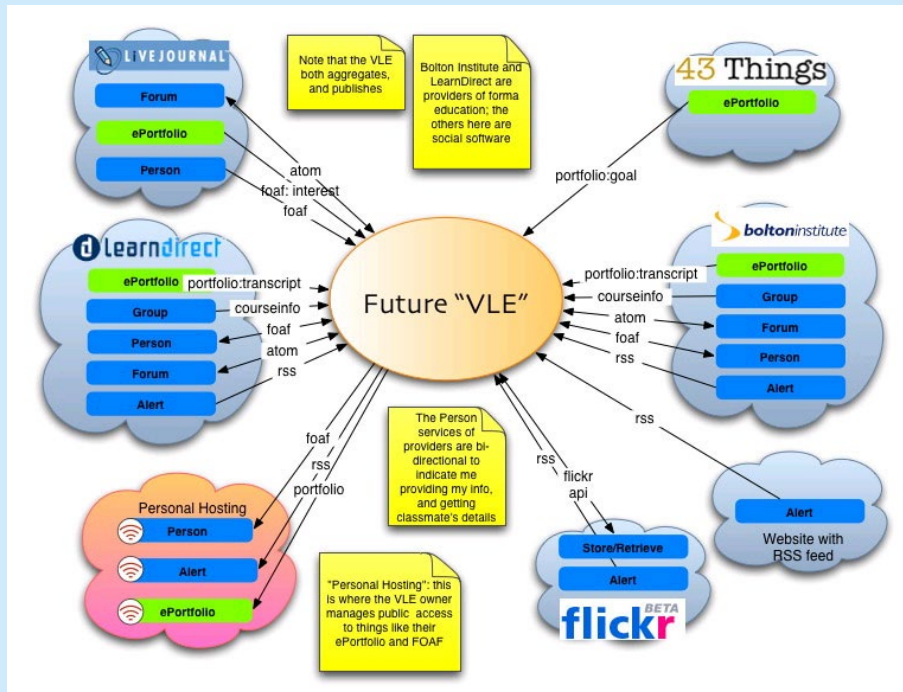 LiVEJOURNAL
Forum
ePortfolio
Person
Note that the VLE
both aggregates,
and publishes
Bolton Institute and
LearnDirect are
providers of forma
education; the
others here are
social software
43 Things
ePortfolio
atom
foaf: interest
foaf
portfolio:goal
learndirect
ePortfolio
Group
Person
Forum
Alert
portfolio:transcript
courseinfo
foaf
atom
rss
Future "VLE"
boltoninstitute
ePortfolio
Group
Forum
Person
Alert
portfolio:transcript
courseinfo
atom
foaf
rss
foaf
rss
portfolio
Personal Hosting
Person
Alert
ePortfolio
The Person
services of
providers are bi-
directional to
indicate me
providing my info,
and getting
classmate's details
"Personal Hosting": this
is where the VLE owner
manages public access
to things like their
ePortfolio and FOAF
rss
flickr
api
Store/Retrieve
Alert
flickr
BETA
rss
Alert
Website with
RSS feed